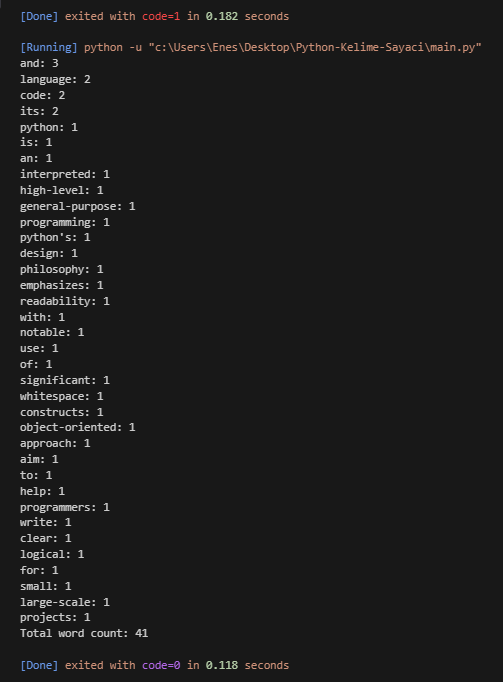 [Done] exited with code=1 in 0.182 seconds
[Running] python -u "c:\Users\Enes\Desktop\Python-Kelime-Sayaci\main.py"
and: 3
language: 2
code: 2
its: 2
python: 1
is: 1
an: 1
interpreted: 1
high-level: 1
general-purpose: 1
programming: 1
python's: 1
design: 1
philosophy: 1
emphasizes: 1
readability: 1
with: 1
notable: 1
use: 1
of: 1
significant: 1
whitespace: 1
constructs: 1
object-oriented: 1
approach: 1
aim: 1
to: 1
help: 1
programmers: 1
write: 1
clear: 1
logical: 1
for: 1
small: 1
large-scale: 1
projects: 1
Total word count: 41
[Done] exited with code=0 in 0.118 seconds